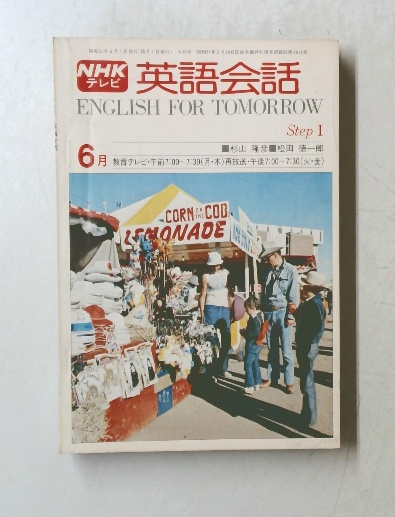 NHK
テレビ
英語会話
ENGLISH FOR TOMORROW
Step I
■杉山 隆彦■松田 徳一郎
6月
教育テレビ・午前7:00〜7:30(月・木)再放送・午後7:00〜7:30(火・金)
CORN ON THE COB
LEMONADE